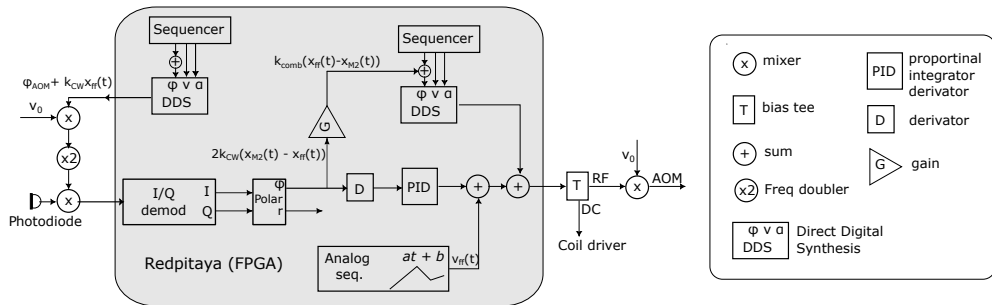 Sequencer
φ ν a
DDS
φ_AOM + k_CW x_ff(t)
ν_0
x
x2
x
Photodiode
I/Q
demod
I
Q
φ
Polar
r
2k_CW(x_M2(t) - x_ff(t))
G
k_comb(x_ff(t)-x_M2(t))
Sequencer
φ ν a
DDS
D
PID
+
+
+
+
Analog
seq.
at + b
v_ff(t)
Redpitaya (FPGA)
T
RF
DC
Coil driver
ν_0
x
AOM
x
mixer
T
bias tee
+
sum
x2
Freq doubler
φ ν a
DDS
Direct Digital
Synthesis
PID
proportinal
integrator
derivator
D
derivator
G
gain